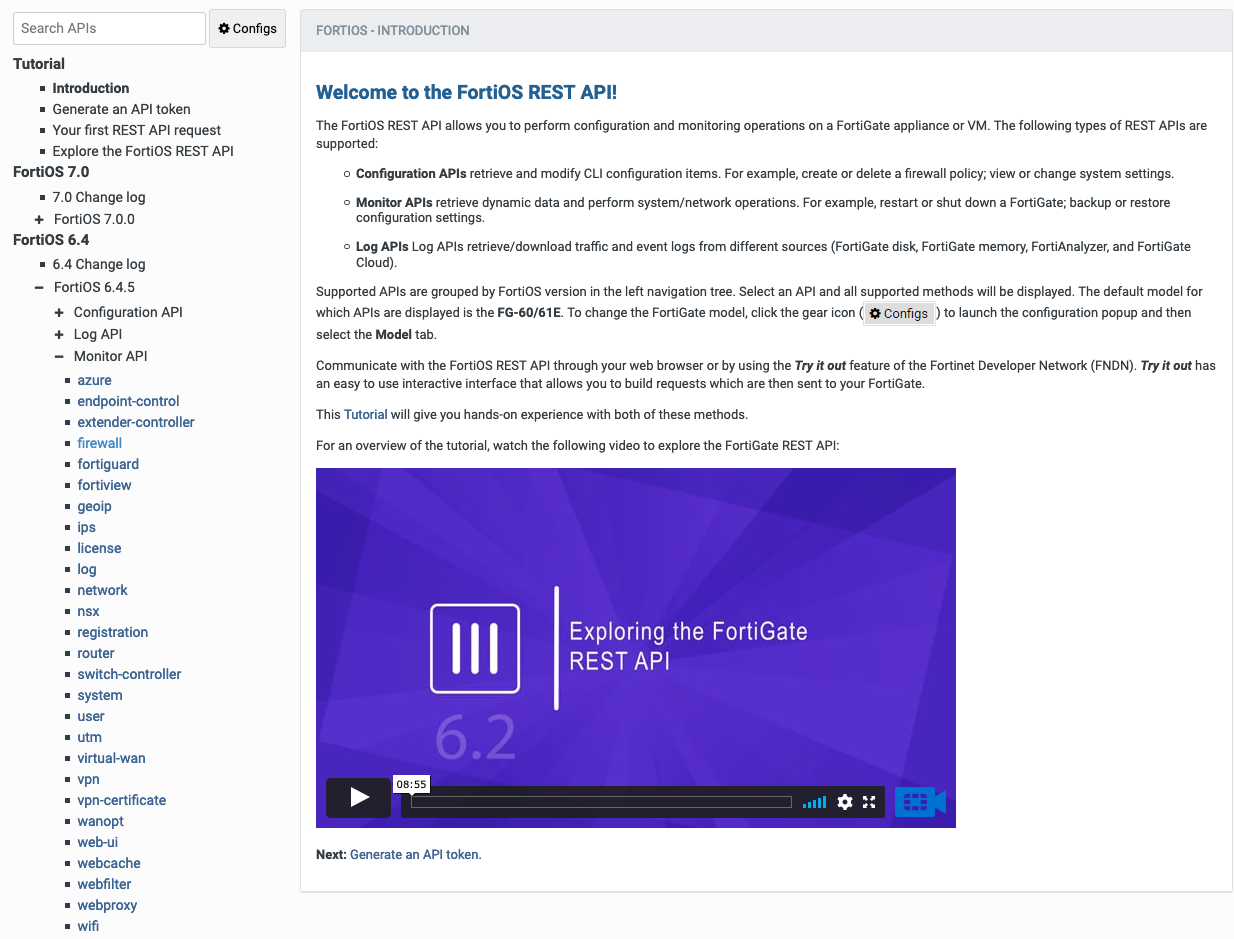 Search APIs
Configs
Tutorial
Introduction
Generate an API token
Your first REST API request
Explore the FortiOS REST API
FortiOS 7.0
7.0 Change log
FortiOS 7.0.0
FortiOS 6.4
6.4 Change log
FortiOS 6.4.5
Configuration API
Log API
Monitor API
azure
endpoint-control
extender-controller
firewall
fortiguard
fortiview
geoip
ips
license
log
network
nsx
registration
router
switch-controller
system
user
utm
virtual-wan
vpn
vpn-certificate
wanopt
web-ui
webcache
webfilter
webproxy
wifi
FORTIOS - INTRODUCTION
Welcome to the FortiOS REST API!
The FortiOS REST API allows you to perform configuration and monitoring operations on a FortiGate appliance or VM. The following types of REST APIs are
supported:
Configuration APIs retrieve and modify CLI configuration items. For example, create or delete a firewall policy; view or change system settings.
Monitor APIs retrieve dynamic data and perform system/network operations. For example, restart or shut down a FortiGate; backup or restore
configuration settings.
Log APIs Log APIs retrieve/download traffic and event logs from different sources (FortiGate disk, FortiGate memory, FortiAnalyzer, and FortiGate
Cloud).
Supported APIs are grouped by FortiOS version in the left navigation tree. Select an API and all supported methods will be displayed. The default model for
which APIs are displayed is the FG-60/61E. To change the FortiGate model, click the gear icon ( Configs ) to launch the configuration popup and then
select the Model tab.
Communicate with the FortiOS REST API through your web browser or by using the Try it out feature of the Fortinet Developer Network (FNDN). Try it out has
an easy to use interactive interface that allows you to build requests which are then sent to your FortiGate.
This Tutorial will give you hands-on experience with both of these methods.
For an overview of the tutorial, watch the following video to explore the FortiGate REST API:
Exploring the FortiGate
REST API
6.2
08:55
Next: Generate an API token.